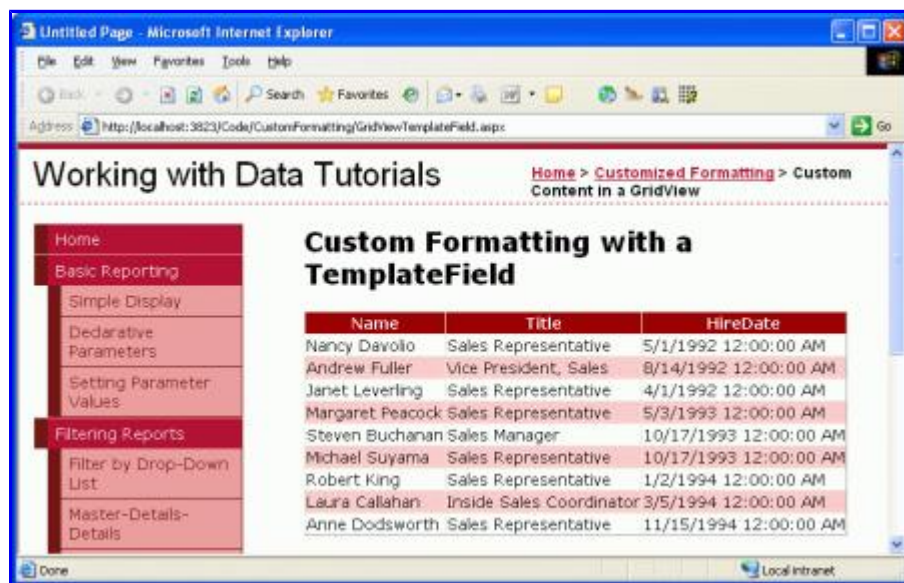 Untitled Page - Microsoft Internet Explorer
File Edit View Favorites Tools Help
Back Search Favorites
Address http://localhost:3823/Code/CustomFormatting/GridViewTemplateField.aspx Go
Working with Data Tutorials
Home > Customized Formatting > Custom
Content in a GridView
Home
Basic Reporting
Simple Display
Declarative
Parameters
Setting Parameter
Values
Filtering Reports
Filter by Drop-Down
List
Master-Details-
Details
Custom Formatting with a
TemplateField
Name Title HireDate
Nancy Davolio Sales Representative 5/1/1992 12:00:00 AM
Andrew Fuller Vice President, Sales 8/14/1992 12:00:00 AM
Janet Leverling Sales Representative 4/1/1992 12:00:00 AM
Margaret Peacock Sales Representative 5/3/1993 12:00:00 AM
Steven Buchanan Sales Manager 10/17/1993 12:00:00 AM
Michael Suyama Sales Representative 10/17/1993 12:00:00 AM
Robert King Sales Representative 1/2/1994 12:00:00 AM
Laura Callahan Inside Sales Coordinator 3/5/1994 12:00:00 AM
Anne Dodsworth Sales Representative 11/15/1994 12:00:00 AM
Done Local intranet